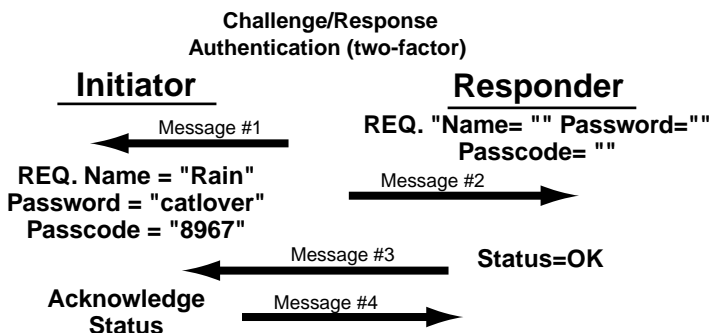 Challenge/Response
Authentication (two-factor)
Initiator
Responder
Message #1
REQ. "Name= "" Password=""
Passcode= ""
REQ. Name = "Rain"
Password = "catlover"
Passcode = "8967"
Message #2
Message #3
Status=OK
Acknowledge
Status
Message #4